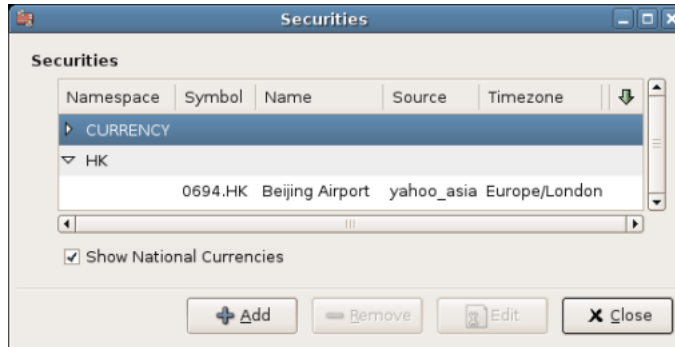 Securities
Securities
Namespace Symbol Name Source Timezone
CURRENCY
HK
0694.HK Beijing Airport yahoo_asia Europe/London
Show National Currencies
Add Remove Edit Close